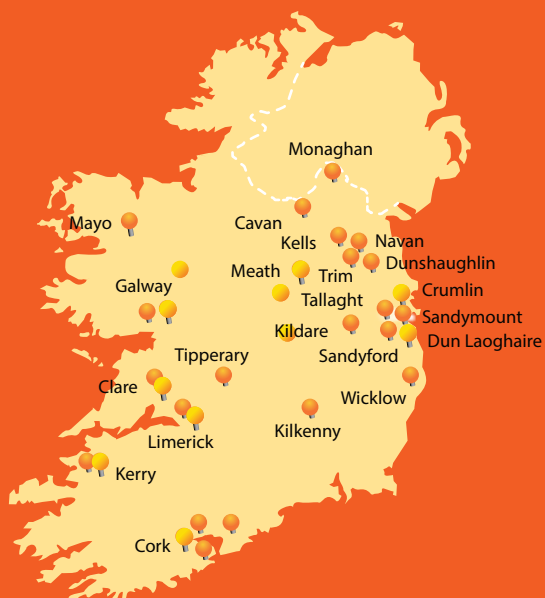 Monaghan
Mayo
Cavan
Kells
Navan
Dunshaughlin
Meath
Trim
Galway
Tallaght
Crumlin
Sandymount
Kildare
Dun Laoghaire
Tipperary
Sandyford
Clare
Wicklow
Kilkenny
Limerick
Kerry
Cork